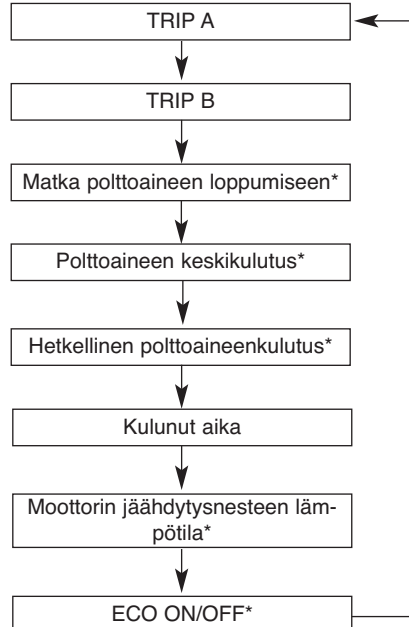 TRIP A
TRIP B
Matka polttoaineen loppumiseen*
Polttoaineen keskikulutus*
Hetkellinen polttoaineenkulutus*
Kulunut aika
Moottorin jäähdytysnesteen läm-
pötila*
ECO ON/OFF*